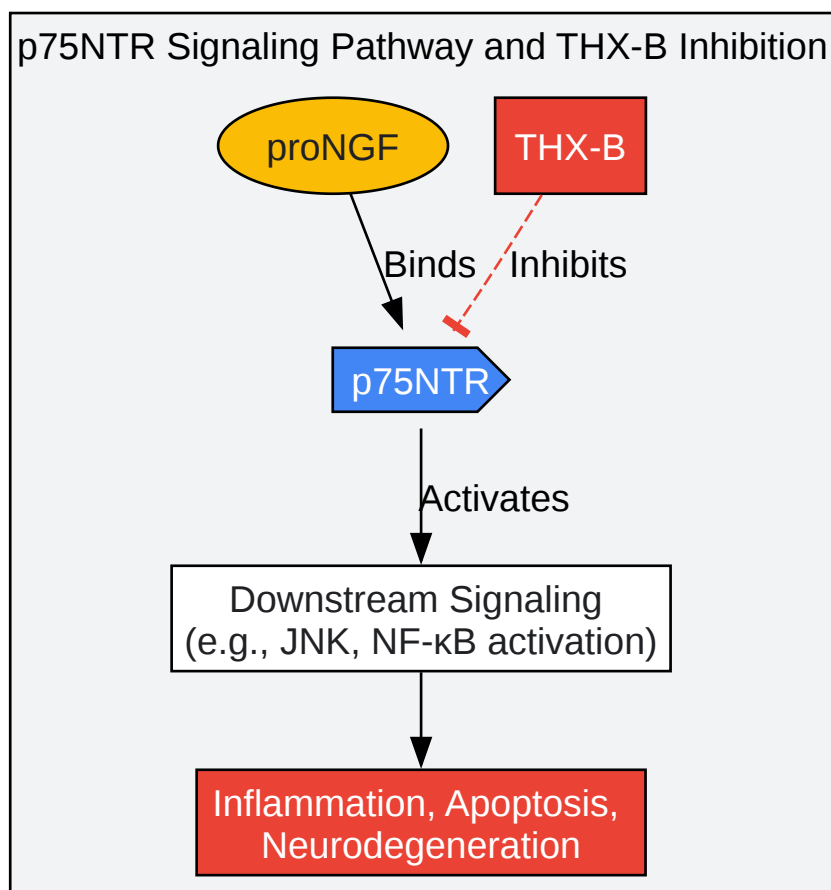 p75NTR Signaling Pathway and THX-B Inhibition
proNGF
THX-B
Binds
Inhibits
p75NTR
Activates
Downstream Signaling
(e.g., JNK, NF-κB activation)
Inflammation, Apoptosis,
Neurodegeneration